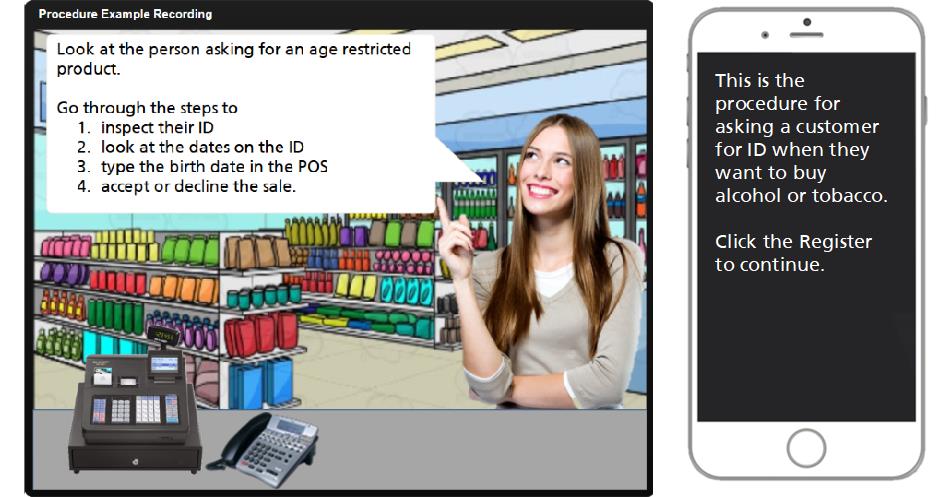 Procedure Example Recording
Look at the person asking for an age restricted
product.
Go through the steps to
1. inspect their ID
2. look at the dates on the ID
3. type the birth date in the POS
4. accept or decline the sale.
This is the
procedure for
asking a customer
for ID when they
want to buy
alcohol or tobacco.
Click the Register
to continue.